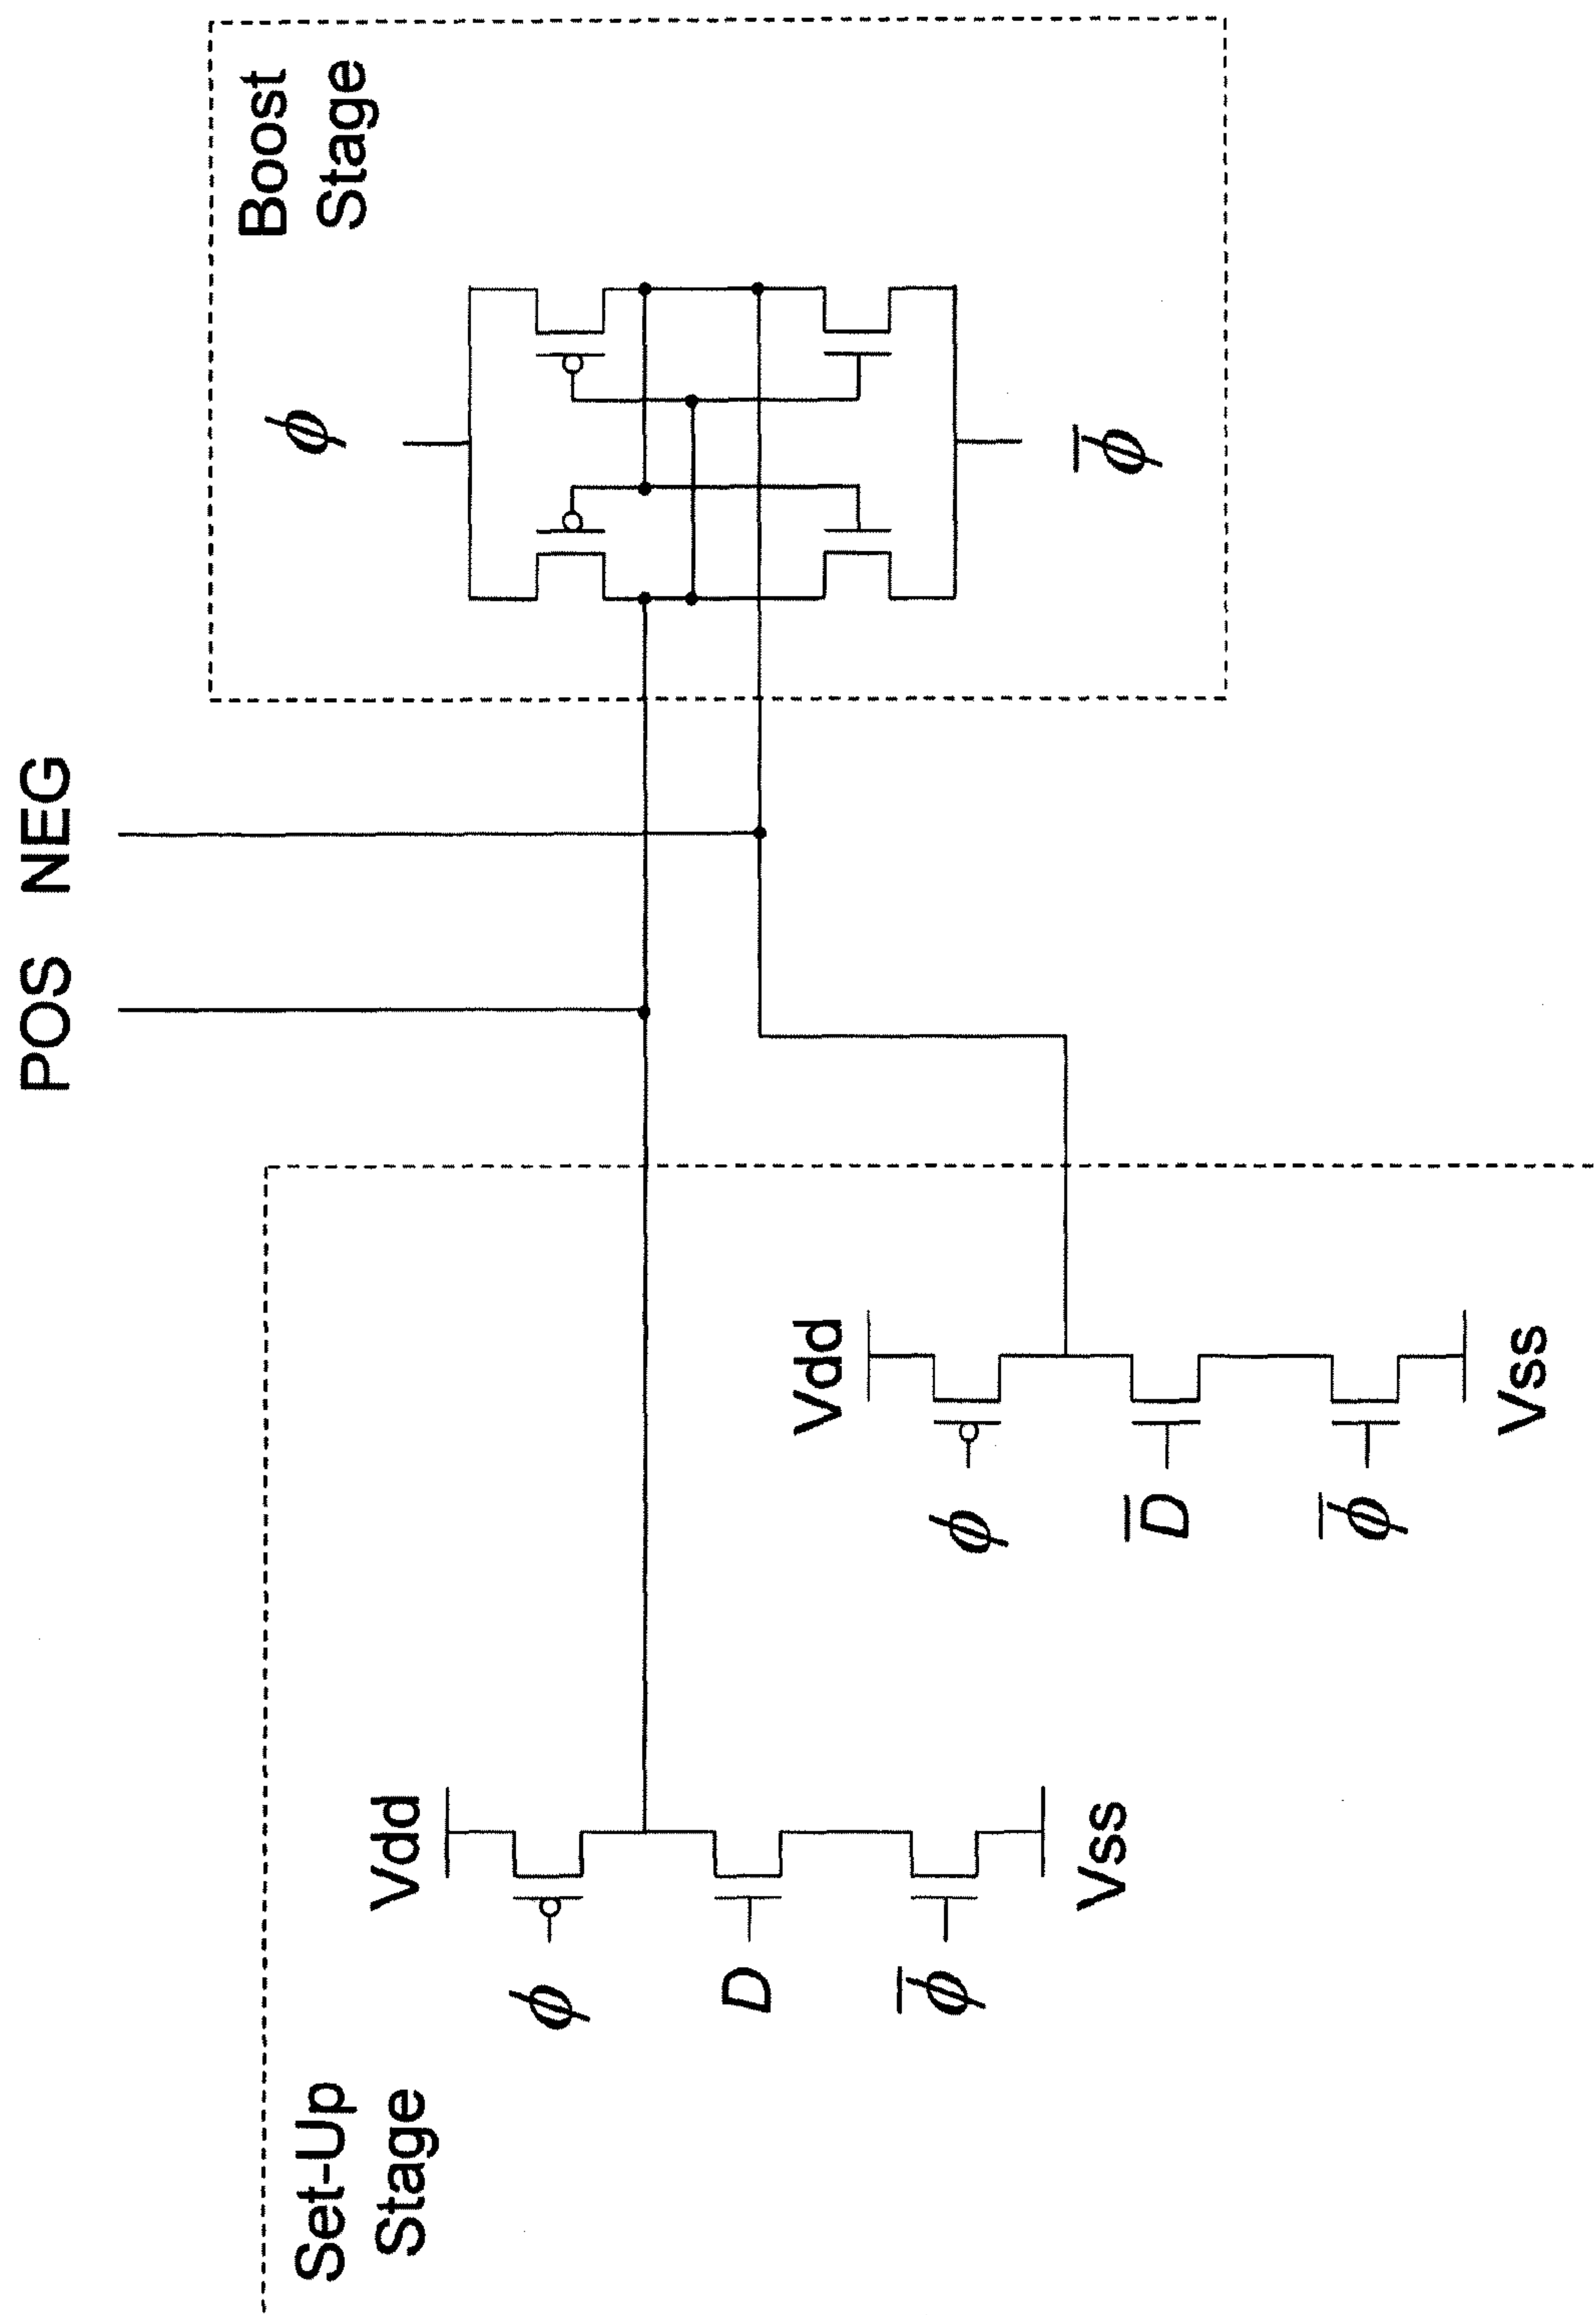 POS NEG
Set-Up
Stage
Vdd
ϕ
D
ϕ̅
Vss
Vdd
ϕ
D̅
ϕ̅
Vss
Boost
Stage
ϕ
ϕ̅